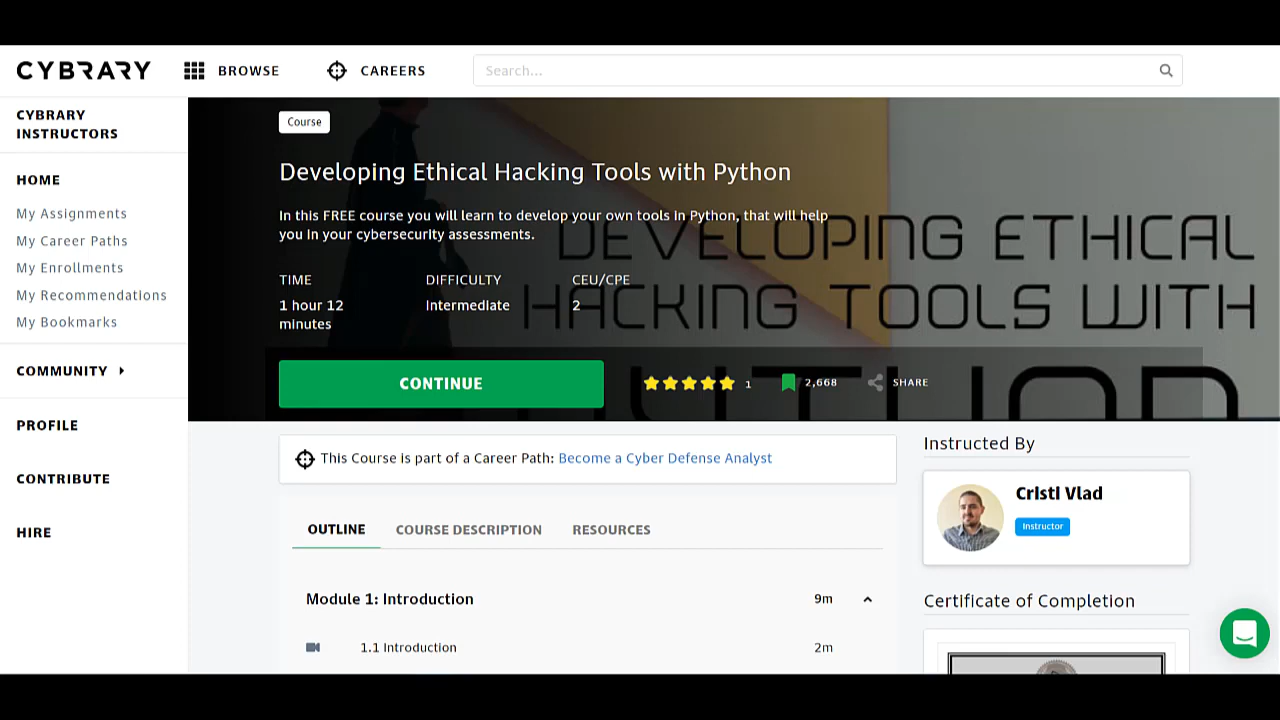 CYBRARY
BROWSE
CAREERS
Search...
CYBRARY
INSTRUCTORS
HOME
My Assignments
My Career Paths
My Enrollments
My Recommendations
My Bookmarks
COMMUNITY
PROFILE
CONTRIBUTE
HIRE
Course
Developing Ethical Hacking Tools with Python
In this FREE course you will learn to develop your own tools in Python, that will help
you in your cybersecurity assessments.
DEVELOPING ETHICAL
HACKING TOOLS WITH
PYTHON
TIME
1 hour 12
minutes
DIFFICULTY
Intermediate
CEU/CPE
2
CONTINUE
1
2,668
SHARE
This Course is part of a Career Path: Become a Cyber Defense Analyst
OUTLINE
COURSE DESCRIPTION
RESOURCES
Module 1: Introduction
9m
1.1 Introduction
2m
Instructed By
Cristi Vlad
Instructor
Certificate of Completion